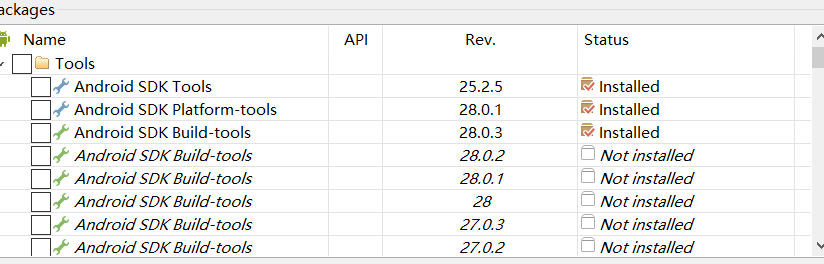 ackages
Name API Rev. Status
Tools
Android SDK Tools 25.2.5 Installed
Android SDK Platform-tools 28.0.1 Installed
Android SDK Build-tools 28.0.3 Installed
Android SDK Build-tools 28.0.2 Not installed
Android SDK Build-tools 28.0.1 Not installed
Android SDK Build-tools 28 Not installed
Android SDK Build-tools 27.0.3 Not installed
Android SDK Build-tools 27.0.2 Not installed